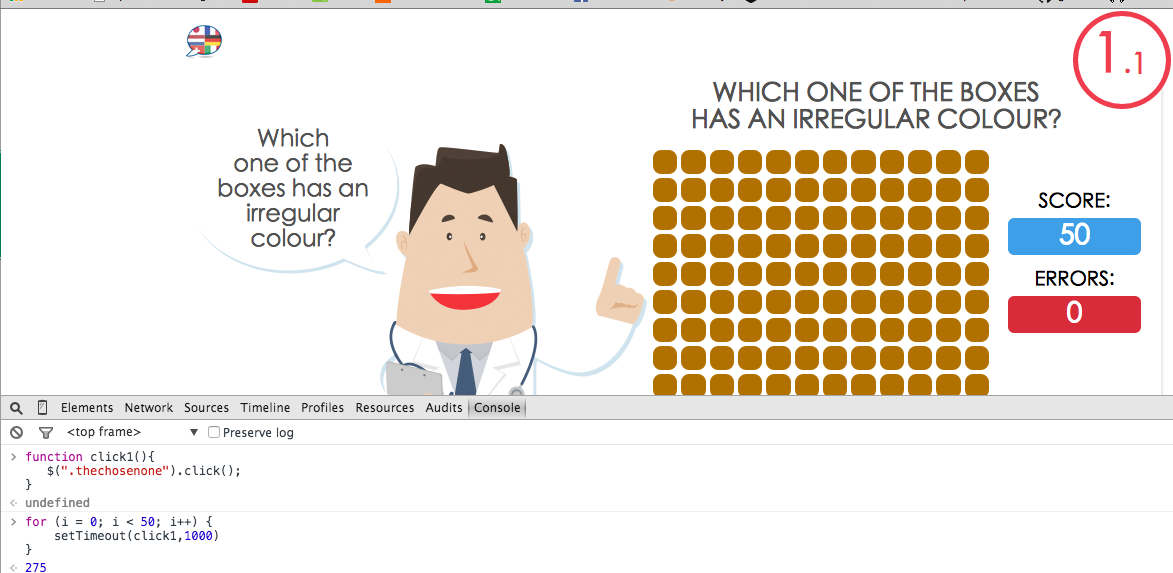 1.1
WHICH ONE OF THE BOXES
HAS AN IRREGULAR COLOUR?
Which
one of the
boxes has an
irregular
colour?
SCORE:
50
ERRORS:
0
Elements Network Sources Timeline Profiles Resources Audits Console
<top frame> ▼ Preserve log
> function click1(){
$(".thechosenone").click();
}
undefined
> for (i = 0; i < 50; i++) {
setTimeout(click1,1000)
}
275